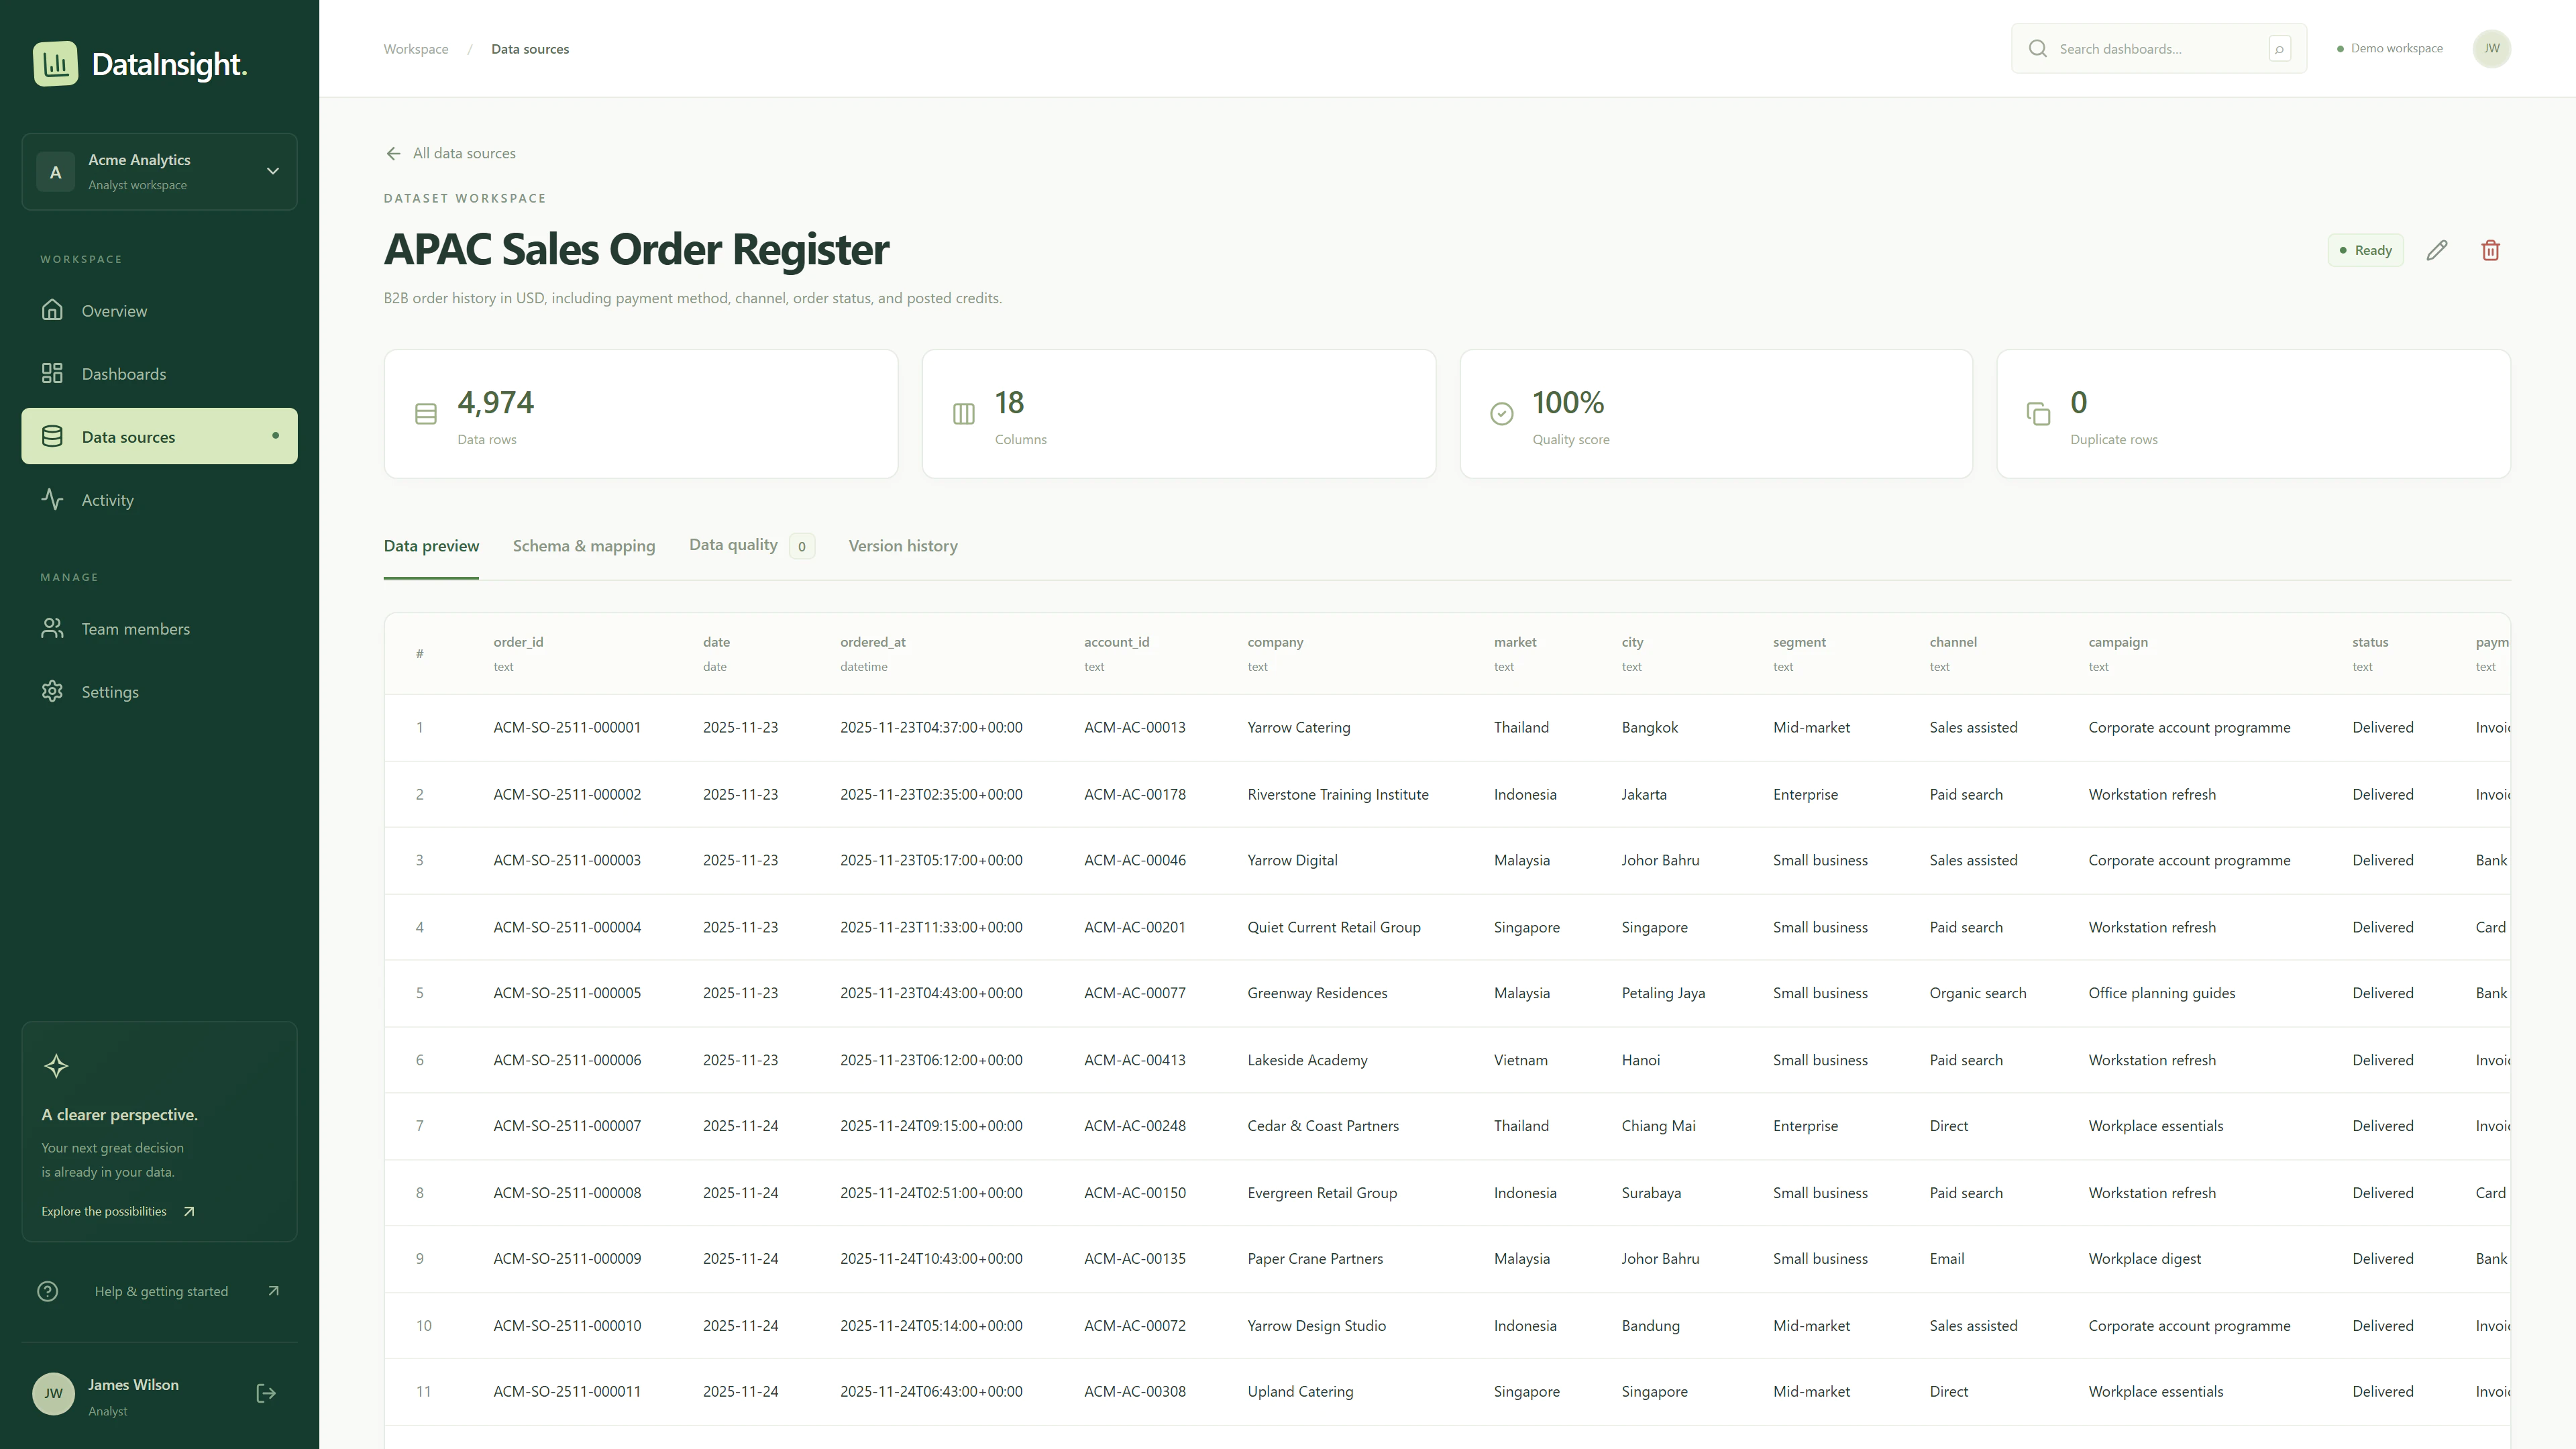 DataInsight.
A
Acme Analytics
Analyst workspace
WORKSPACE
Overview
Dashboards
Data sources
Activity
MANAGE
Team members
Settings
A clearer perspective.
Your next great decision
is already in your data.
Explore the possibilities
Help & getting started
JW
James Wilson
Analyst
Workspace / Data sources
Search dashboards...
Demo workspace
JW
All data sources
DATASET WORKSPACE
APAC Sales Order Register
Ready
B2B order history in USD, including payment method, channel, order status, and posted credits.
4,974
Data rows
18
Columns
100%
Quality score
0
Duplicate rows
Data preview Schema & mapping Data quality 0 Version history
# order_id date ordered_at account_id company market city segment channel campaign status paym
text date datetime text text text text text text text text text
1 ACM-SO-2511-000001 2025-11-23 2025-11-23T04:37:00+00:00 ACM-AC-00013 Yarrow Catering Thailand Bangkok Mid-market Sales assisted Corporate account programme Delivered Invoic
2 ACM-SO-2511-000002 2025-11-23 2025-11-23T02:35:00+00:00 ACM-AC-00178 Riverstone Training Institute Indonesia Jakarta Enterprise Paid search Workstation refresh Delivered Invoic
3 ACM-SO-2511-000003 2025-11-23 2025-11-23T05:17:00+00:00 ACM-AC-00046 Yarrow Digital Malaysia Johor Bahru Small business Sales assisted Corporate account programme Delivered Bank
4 ACM-SO-2511-000004 2025-11-23 2025-11-23T11:33:00+00:00 ACM-AC-00201 Quiet Current Retail Group Singapore Singapore Small business Paid search Workstation refresh Delivered Card
5 ACM-SO-2511-000005 2025-11-23 2025-11-23T04:43:00+00:00 ACM-AC-00077 Greenway Residences Malaysia Petaling Jaya Small business Organic search Office planning guides Delivered Bank
6 ACM-SO-2511-000006 2025-11-23 2025-11-23T06:12:00+00:00 ACM-AC-00413 Lakeside Academy Vietnam Hanoi Small business Paid search Workstation refresh Delivered Invoic
7 ACM-SO-2511-000007 2025-11-24 2025-11-24T09:15:00+00:00 ACM-AC-00248 Cedar & Coast Partners Thailand Chiang Mai Enterprise Direct Workplace essentials Delivered Invoic
8 ACM-SO-2511-000008 2025-11-24 2025-11-24T02:51:00+00:00 ACM-AC-00150 Evergreen Retail Group Indonesia Surabaya Small business Paid search Workstation refresh Delivered Card
9 ACM-SO-2511-000009 2025-11-24 2025-11-24T10:43:00+00:00 ACM-AC-00135 Paper Crane Partners Malaysia Johor Bahru Small business Email Workplace digest Delivered Bank
10 ACM-SO-2511-000010 2025-11-24 2025-11-24T05:14:00+00:00 ACM-AC-00072 Yarrow Design Studio Indonesia Bandung Mid-market Sales assisted Corporate account programme Delivered Invoic
11 ACM-SO-2511-000011 2025-11-24 2025-11-24T06:43:00+00:00 ACM-AC-00308 Upland Catering Singapore Singapore Mid-market Direct Workplace essentials Delivered Invoic